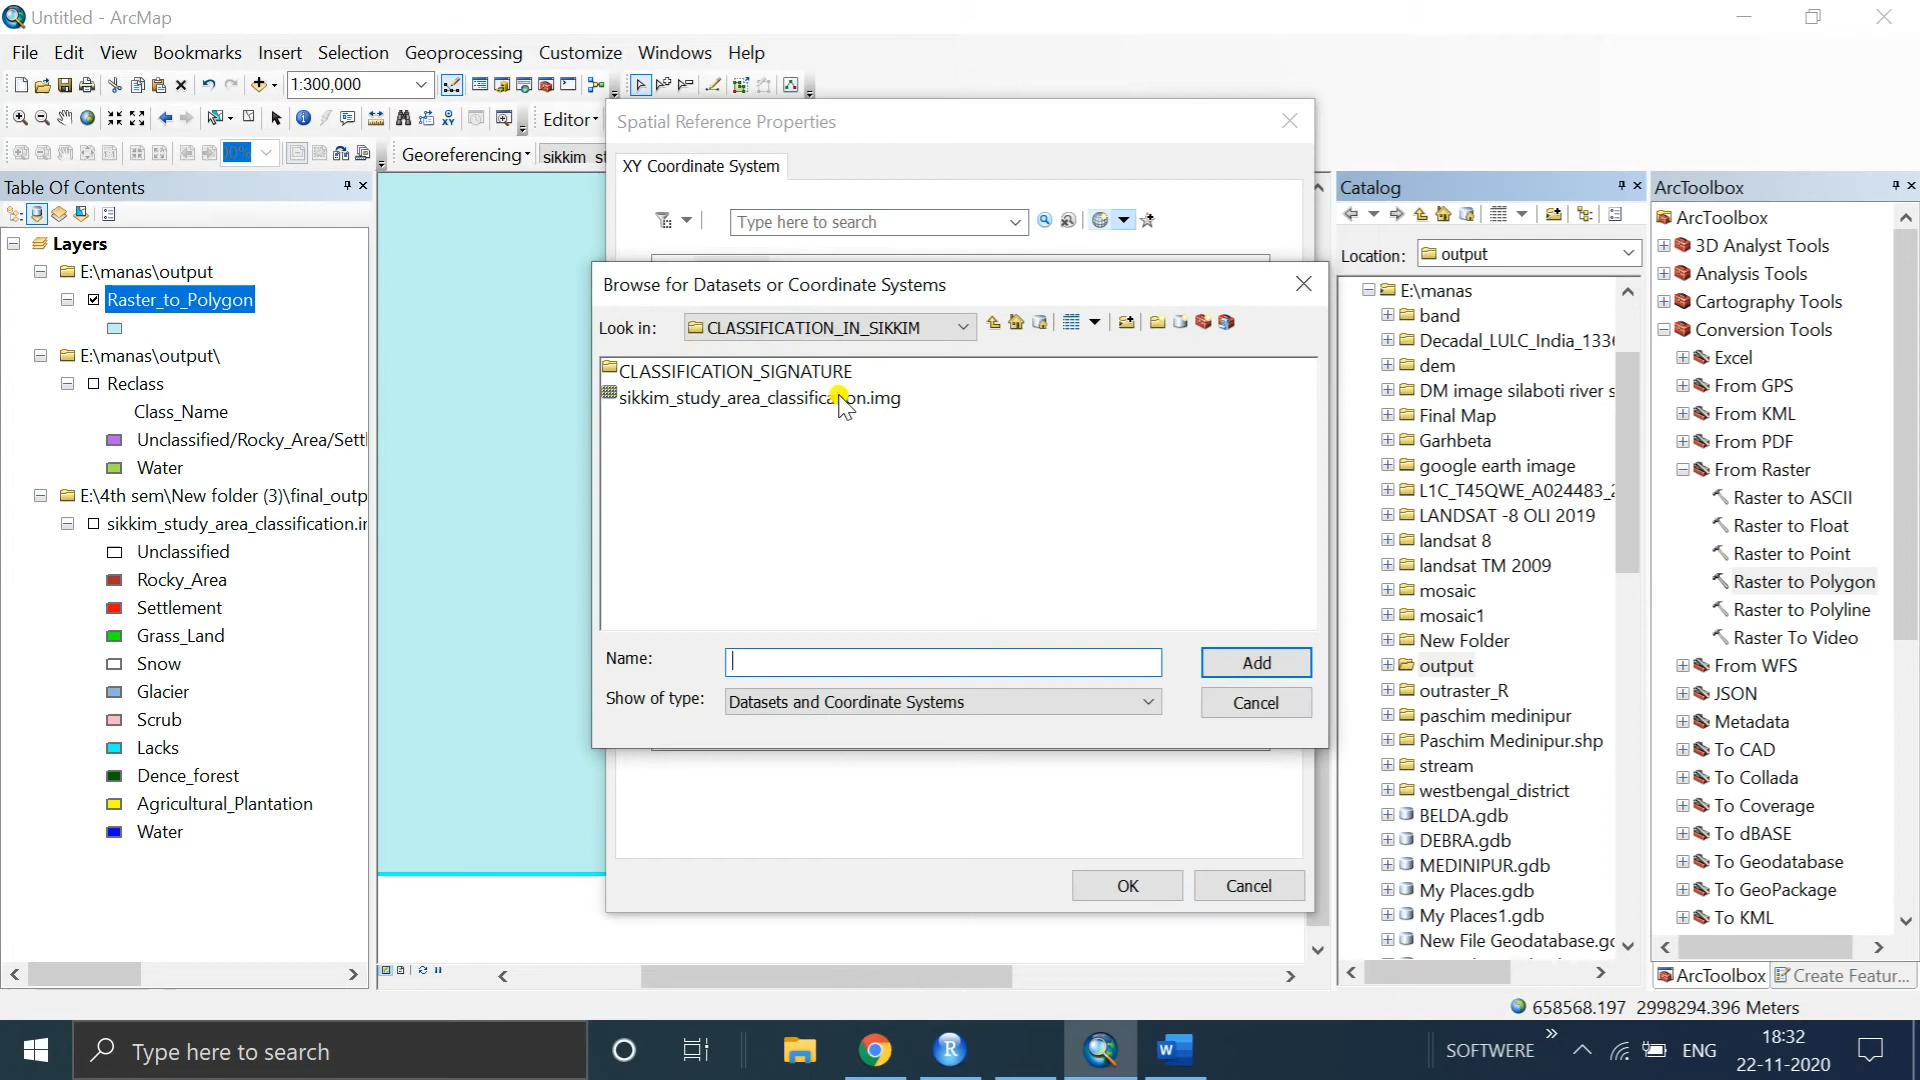 Untitled - ArcMap
File Edit View Bookmarks Insert Selection Geoprocessing Customize Windows Help
1:300,000
Editor
Georeferencing
Table Of Contents
Layers
E:\manas\output
Raster_to_Polygon
E:\manas\output\
Reclass
Class_Name
Unclassified/Rocky_Area/Settl
Water
E:\4th sem\New folder (3)\final_outp
sikkim_study_area_classification.ir
Unclassified
Rocky_Area
Settlement
Grass_Land
Snow
Glacier
Scrub
Lacks
Dence_forest
Agricultural_Plantation
Water
Spatial Reference Properties
XY Coordinate System
Type here to search
Browse for Datasets or Coordinate Systems
Look in: CLASSIFICATION_IN_SIKKIM
CLASSIFICATION_SIGNATURE
sikkim_study_area_classification.img
Name:
Add
Show of type: Datasets and Coordinate Systems
Cancel
OK Cancel
Catalog
Location: output
E:\manas
band
Decadal_LULC_India_1336
dem
DM image silaboti river s
Final Map
Garhbeta
google earth image
L1C_T45QWE_A024483_2
LANDSAT -8 OLI 2019
landsat 8
landsat TM 2009
mosaic
mosaic1
New Folder
output
outraster_R
paschim medinipur
Paschim Medinipur.shp
stream
westbengal_district
BELDA.gdb
DEBRA.gdb
MEDINIPUR.gdb
My Places.gdb
My Places1.gdb
New File Geodatabase.gc
ArcToolbox
ArcToolbox
3D Analyst Tools
Analysis Tools
Cartography Tools
Conversion Tools
Excel
From GPS
From KML
From PDF
From Raster
Raster to ASCII
Raster to Float
Raster to Point
Raster to Polygon
Raster to Polyline
Raster To Video
From WFS
JSON
Metadata
To CAD
To Collada
To Coverage
To dBASE
To Geodatabase
To GeoPackage
To KML
ArcToolbox Create Featur...
658568.197 2998294.396 Meters
Type here to search
SOFTWERE
ENG
18:32
22-11-2020